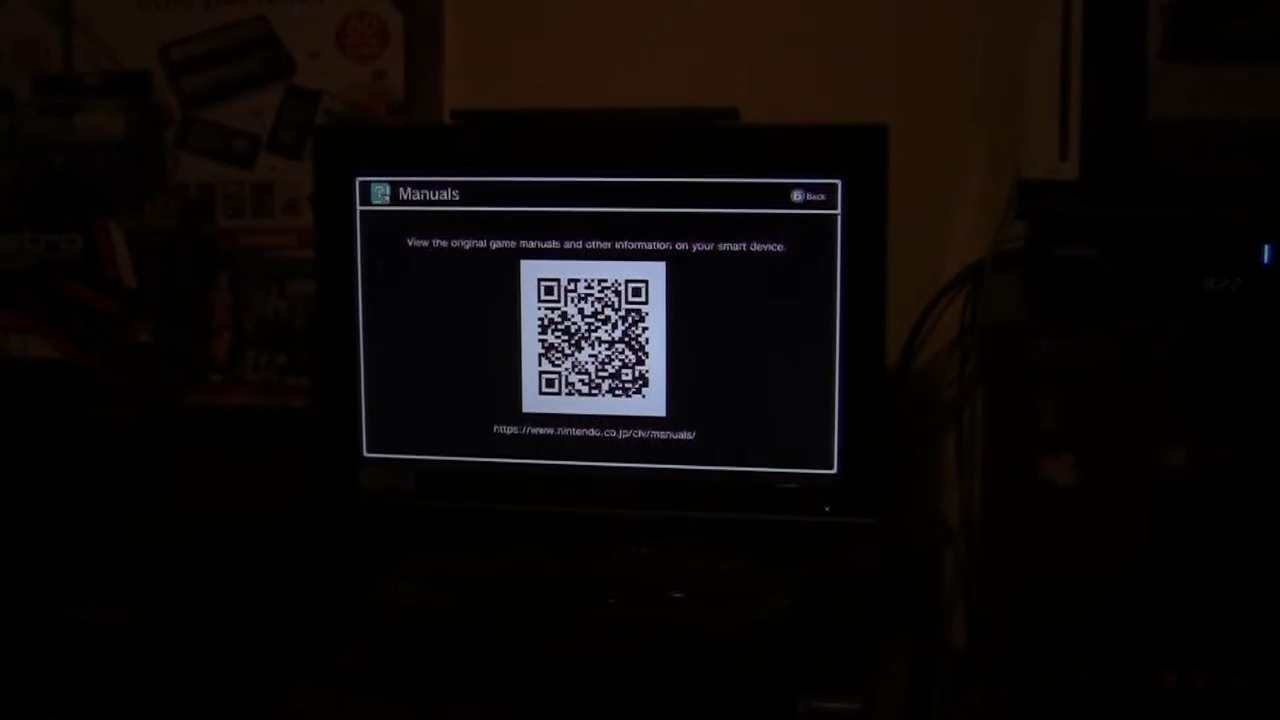 Manuals
B Back
View the original game manuals and other information on your smart device.
https://www.nintendo.co.jp/clv/manuals/